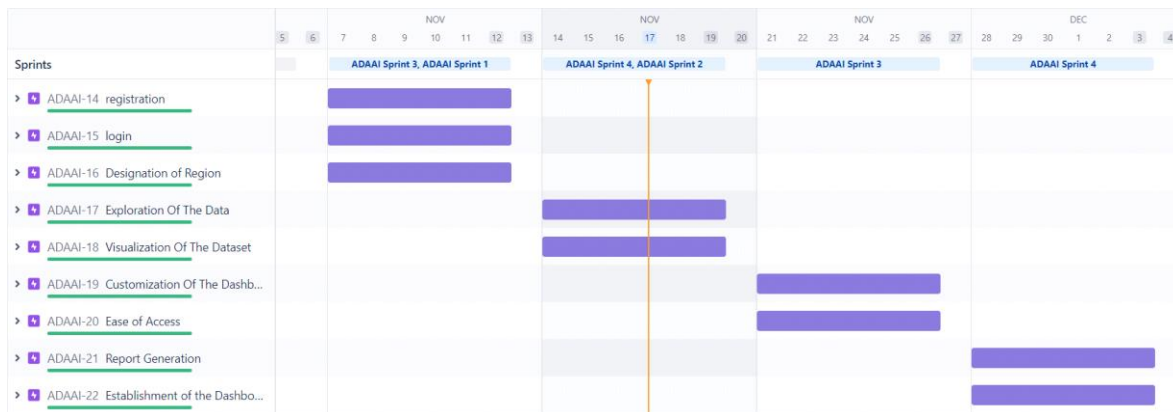 NOV NOV NOV DEC
5 6 7 8 9 10 11 12 13 14 15 16 17 18 19 20 21 22 23 24 25 26 27 28 29 30 1 2 3 4
Sprints ADAAI Sprint 3, ADAAI Sprint 1 ADAAI Sprint 4, ADAAI Sprint 2 ADAAI Sprint 3 ADAAI Sprint 4
ADAAI-14 registration
ADAAI-15 login
ADAAI-16 Designation of Region
ADAAI-17 Exploration Of The Data
ADAAI-18 Visualization Of The Dataset
ADAAI-19 Customization Of The Dashb...
ADAAI-20 Ease of Access
ADAAI-21 Report Generation
ADAAI-22 Establishment of the Dashbo...